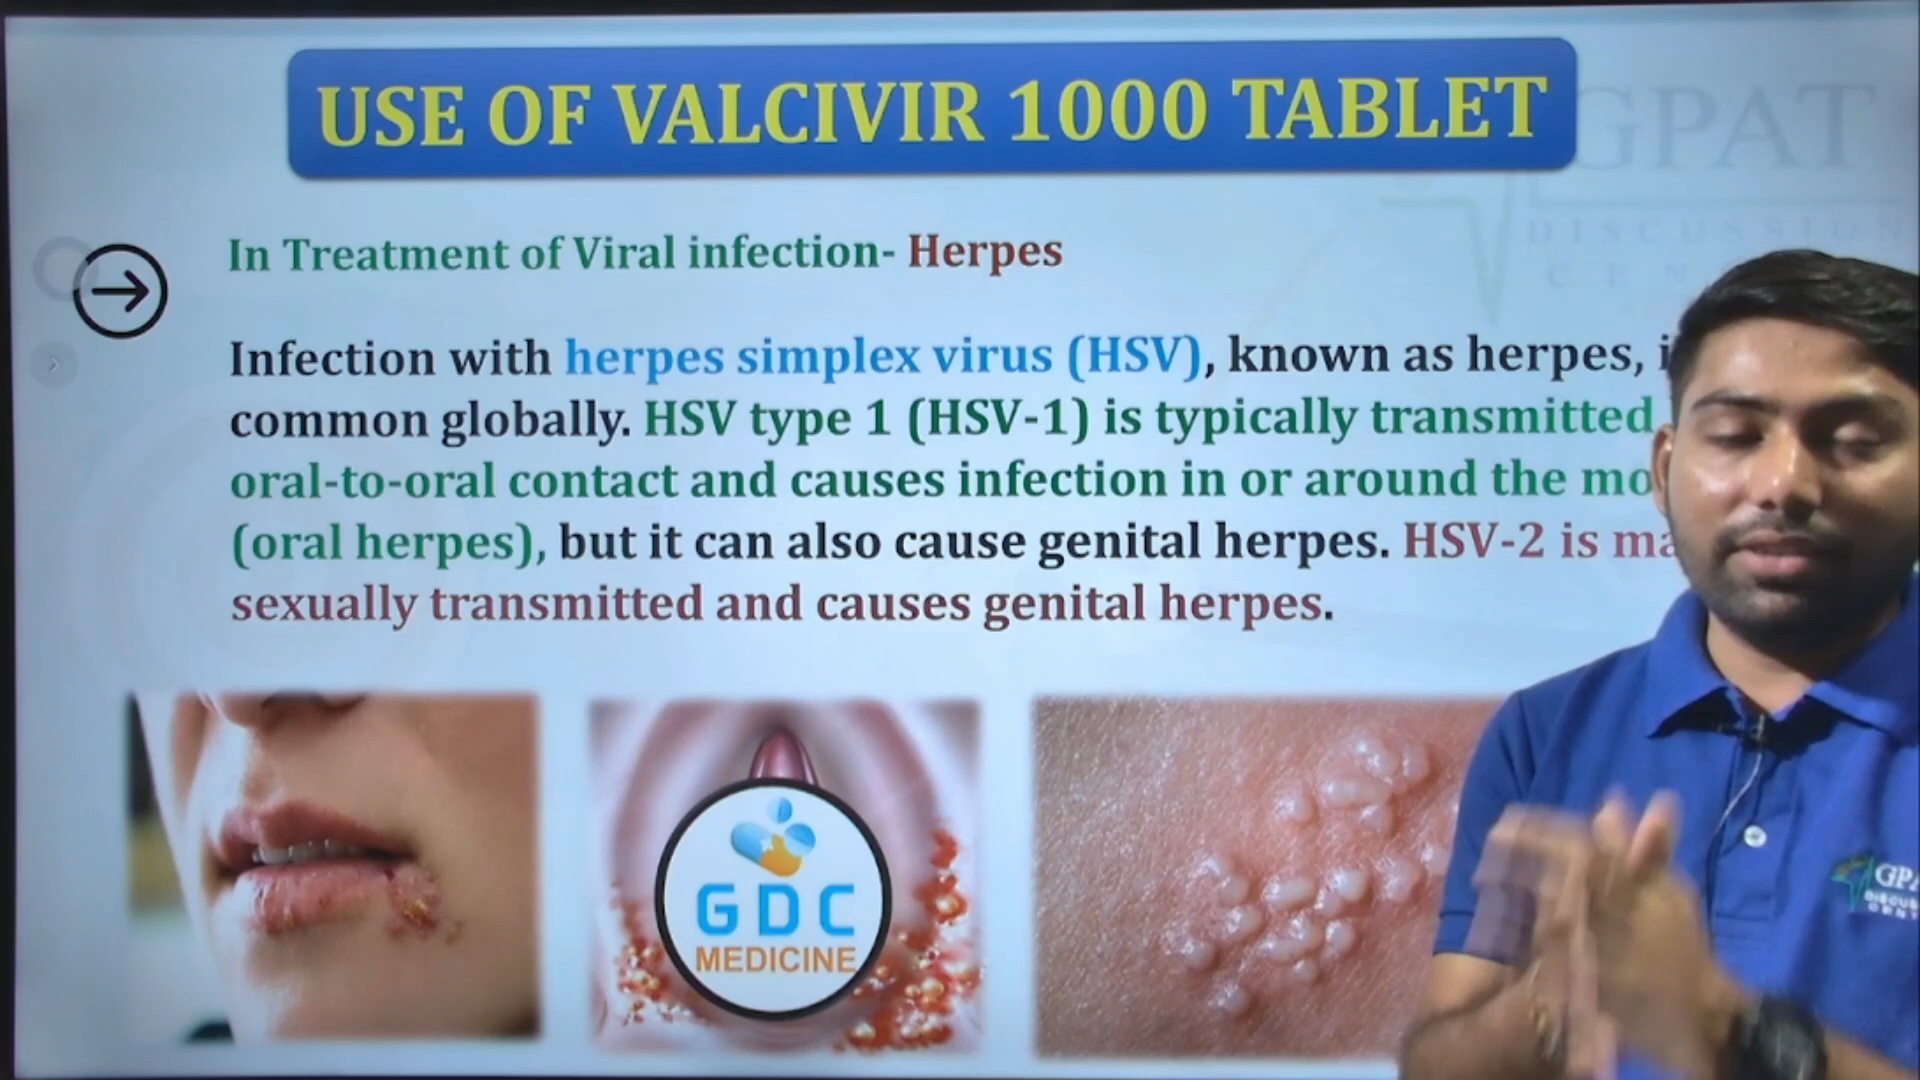 USE OF VALCIVIR 1000 TABLET
GPAT
DISCUSSION
In Treatment of Viral infection- Herpes
Infection with herpes simplex virus (HSV), known as herpes,
common globally. HSV type 1 (HSV-1) is typically transmitted
oral-to-oral contact and causes infection in or around the
(oral herpes), but it can also cause genital herpes. HSV-2 is
sexually transmitted and causes genital herpes.
GDC
MEDICINE